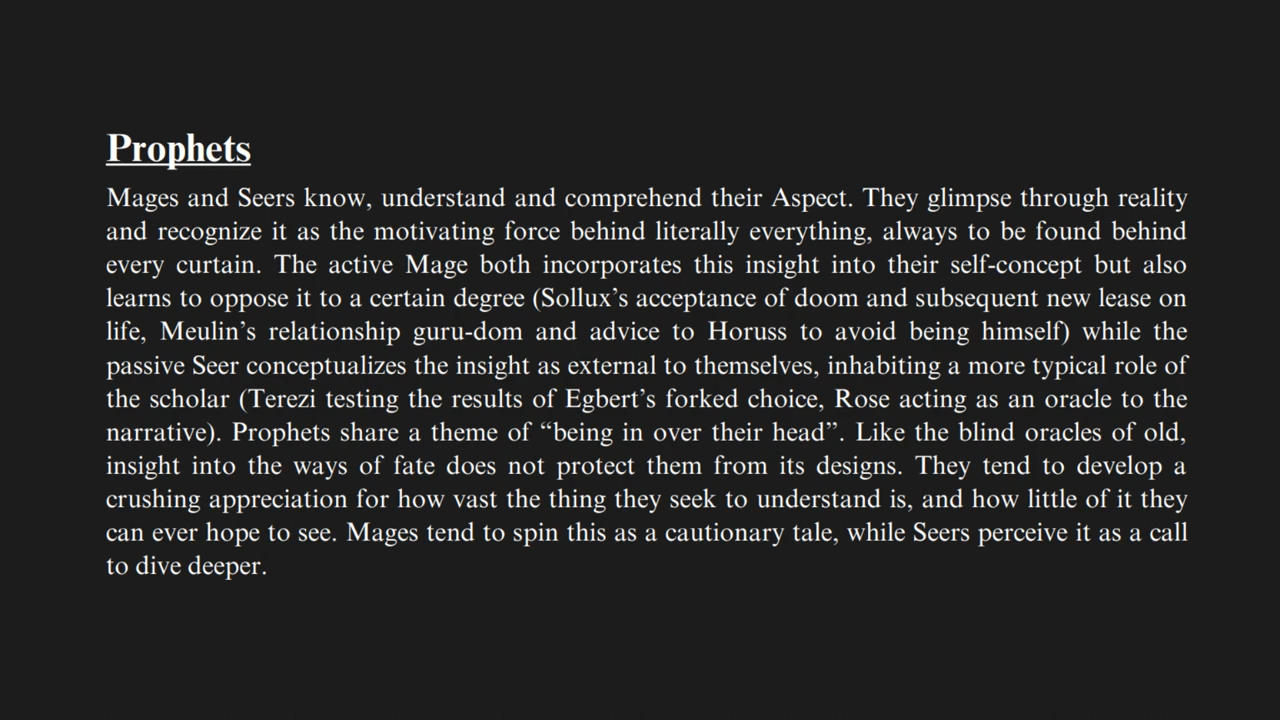 Prophets
Mages and Seers know, understand and comprehend their Aspect. They glimpse through reality
and recognize it as the motivating force behind literally everything, always to be found behind
every curtain. The active Mage both incorporates this insight into their self-concept but also
learns to oppose it to a certain degree (Sollux’s acceptance of doom and subsequent new lease on
life, Meulin’s relationship guru-dom and advice to Horuss to avoid being himself) while the
passive Seer conceptualizes the insight as external to themselves, inhabiting a more typical role of
the scholar (Terezi testing the results of Egbert’s forked choice, Rose acting as an oracle to the
narrative). Prophets share a theme of “being in over their head”. Like the blind oracles of old,
insight into the ways of fate does not protect them from its designs. They tend to develop a
crushing appreciation for how vast the thing they seek to understand is, and how little of it they
can ever hope to see. Mages tend to spin this as a cautionary tale, while Seers perceive it as a call
to dive deeper.